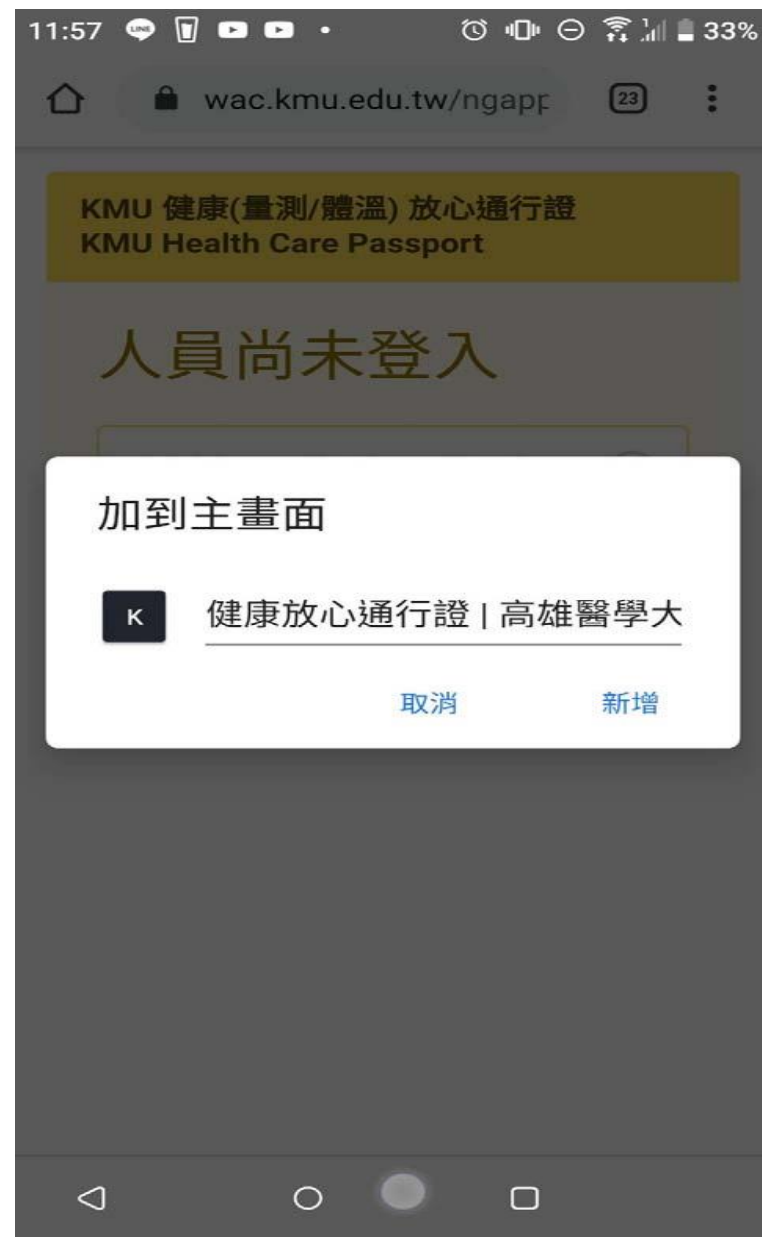 11:57
33%
wac.kmu.edu.tw/ngapp
23
KMU 健康(量測/體溫) 放心通行證
KMU Health Care Passport
人員尚未登入
加到主畫面
K
健康放心通行證 | 高雄醫學大
取消
新增